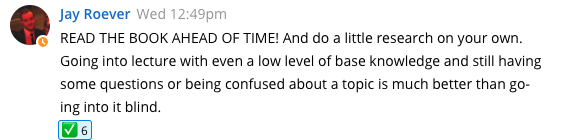 Jay Roever Wed 12:49pm
READ THE BOOK AHEAD OF TIME! And do a little research on your own.
Going into lecture with even a low level of base knowledge and still having
some questions or being confused about a topic is much better than go-
ing into it blind.
6